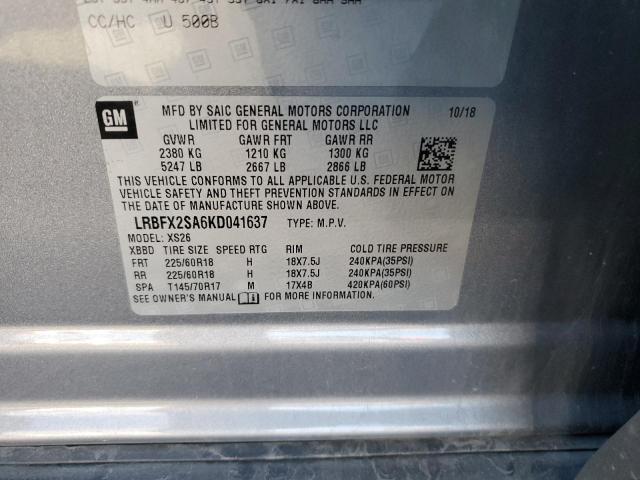 CC/HC U 500B
GM
MFD BY SAIC GENERAL MOTORS CORPORATION 10/18
LIMITED FOR GENERAL MOTORS LLC
GVWR GAWR FRT GAWR RR
2380 KG 1210 KG 1300 KG
5247 LB 2667 LB 2866 LB
THIS VEHICLE CONFORMS TO ALL APPLICABLE U.S. FEDERAL MOTOR
VEHICLE SAFETY AND THEFT PREVENTION STANDARDS IN EFFECT ON
THE DATE OF MANUFACTURE SHOWN ABOVE.
LRBFX2SA6KD041637 TYPE: M.P.V.
MODEL: XS26
XBBD TIRE SIZE SPEED RTG RIM COLD TIRE PRESSURE
FRT 225/60R18 H 18X7.5J 240KPA(35PSI)
RR 225/60R18 H 18X7.5J 240KPA(35PSI)
SPA T145/70R17 M 17X4B 420KPA(60PSI)
SEE OWNER'S MANUAL FOR MORE INFORMATION.